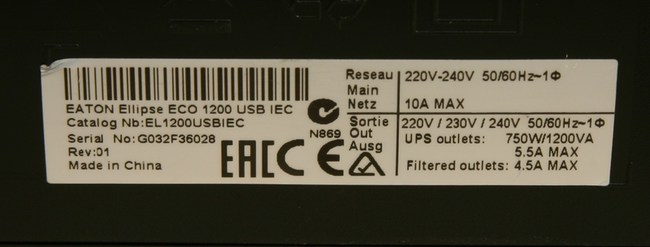 EATON Ellipse ECO 1200 USB IEC
Catalog Nb:EL1200USBIEC
Serial No:G032F36028
Rev:01
Made in China
N869
EAC CE
Reseau
Main
Netz
220V-240V 50/60Hz~1Φ
10A MAX
Sortie
Out
Ausg
220V / 230V / 240V 50/60Hz~1Φ
UPS outlets: 750W/1200VA
5.5A MAX
Filtered outlets: 4.5A MAX